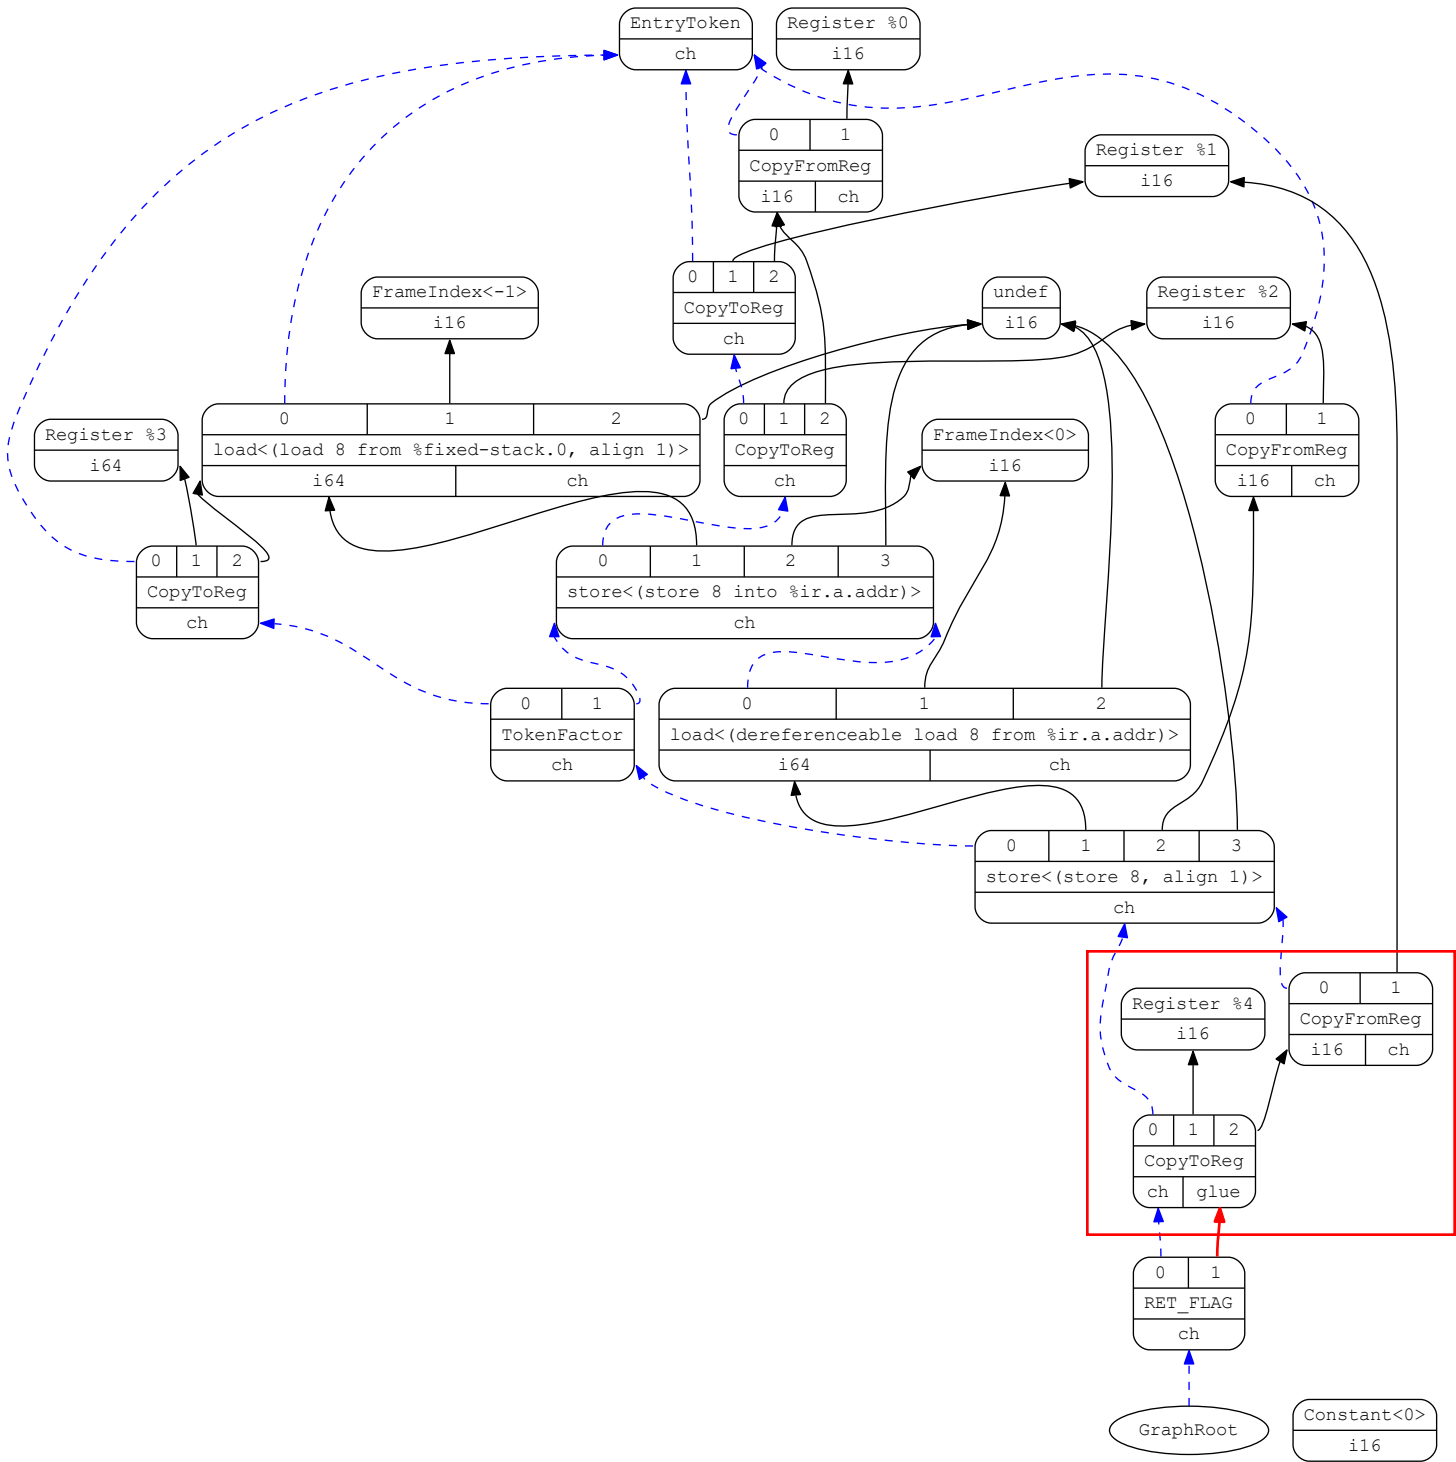 EntryToken
ch
Register %0
i16
0 1
CopyFromReg
i16 ch
Register %1
i16
0 1 2
CopyToReg
ch
FrameIndex<-1>
i16
undef
i16
Register %2
i16
Register %3
i64
0 1 2
load<(load 8 from %fixed-stack.0, align 1)>
i64 ch
0 1 2
CopyToReg
ch
FrameIndex<0>
i16
0 1
CopyFromReg
i16 ch
0 1 2
CopyToReg
ch
0 1 2 3
store<(store 8 into %ir.a.addr)>
ch
0 1
TokenFactor
ch
0 1 2
load<(dereferenceable load 8 from %ir.a.addr)>
i64 ch
0 1 2 3
store<(store 8, align 1)>
ch
Register %4
i16
0 1
CopyFromReg
i16 ch
0 1 2
CopyToReg
ch glue
0 1
RET_FLAG
ch
GraphRoot
Constant<0>
i16